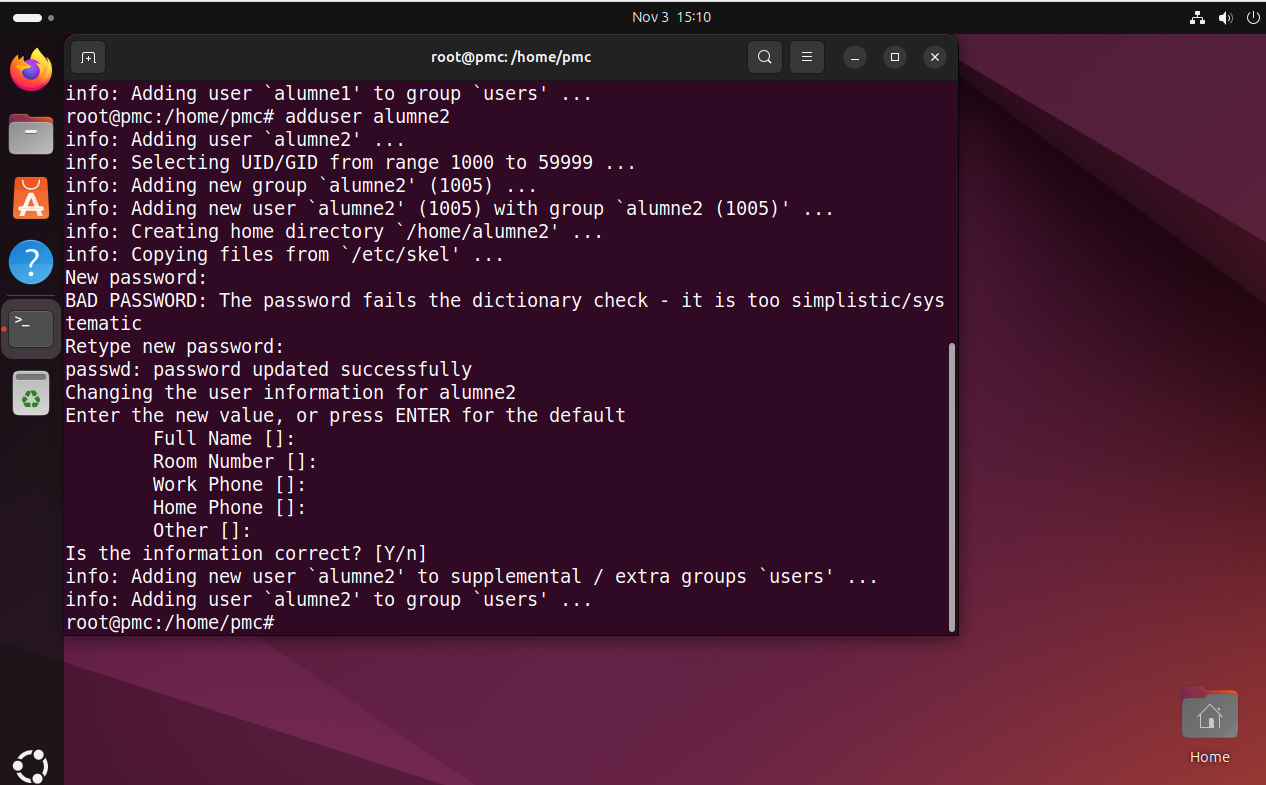 Nov 3 15:10
root@pmc: /home/pmc
info: Adding user `alumne1' to group `users' ...
root@pmc:/home/pmc# adduser alumne2
info: Adding user `alumne2' ...
info: Selecting UID/GID from range 1000 to 59999 ...
info: Adding new group `alumne2' (1005) ...
info: Adding new user `alumne2' (1005) with group `alumne2 (1005)' ...
info: Creating home directory `/home/alumne2' ...
info: Copying files from `/etc/skel' ...
New password:
BAD PASSWORD: The password fails the dictionary check - it is too simplistic/sys
tematic
Retype new password:
passwd: password updated successfully
Changing the user information for alumne2
Enter the new value, or press ENTER for the default
        Full Name []:
        Room Number []:
        Work Phone []:
        Home Phone []:
        Other []:
Is the information correct? [Y/n]
info: Adding new user `alumne2' to supplemental / extra groups `users' ...
info: Adding user `alumne2' to group `users' ...
root@pmc:/home/pmc#
Home